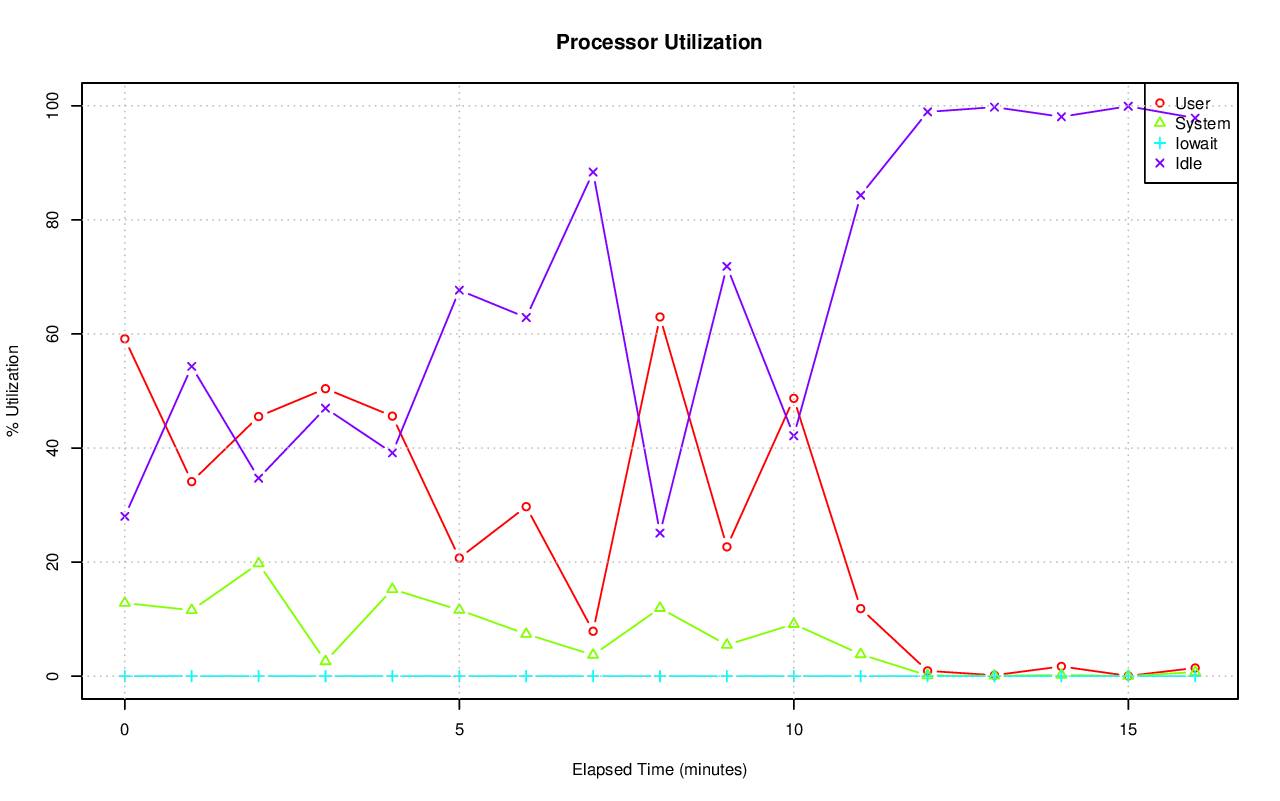 Processor Utilization
% Utilization
100
80
60
40
20
0
User
System
Iowait
Idle
0 5 10 15
Elapsed Time (minutes)